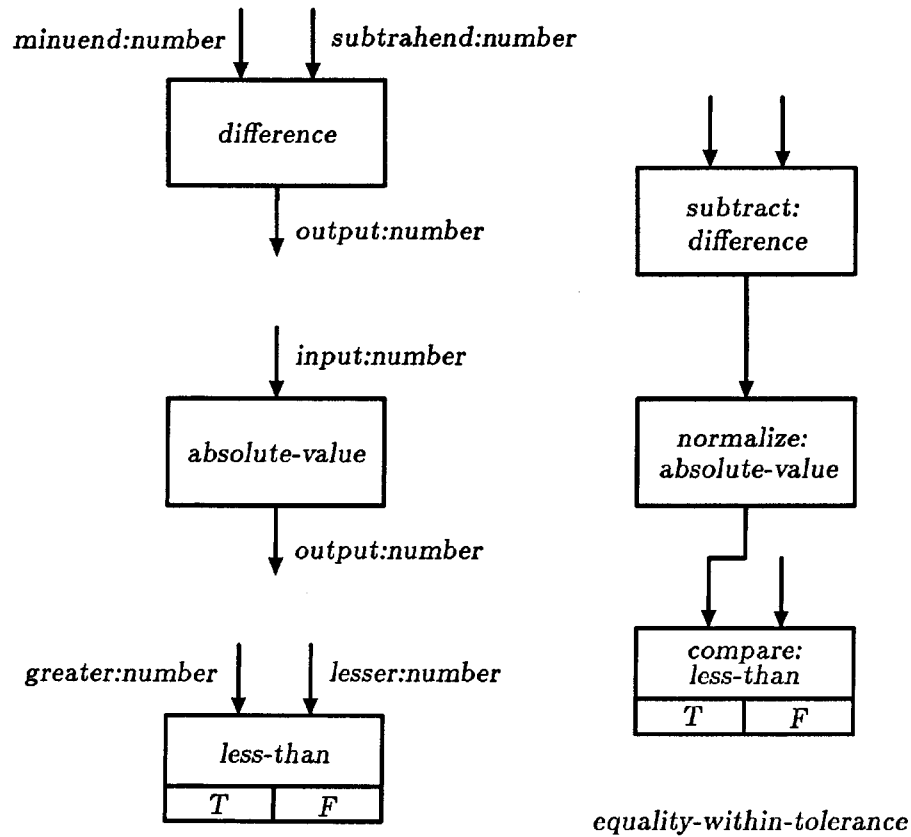 minuend:number
subtrahend:number
difference
output:number
input:number
absolute-value
output:number
greater:number
lesser:number
less-than
T
F
subtract:
difference
normalize:
absolute-value
compare:
less-than
T
F
equality-within-tolerance